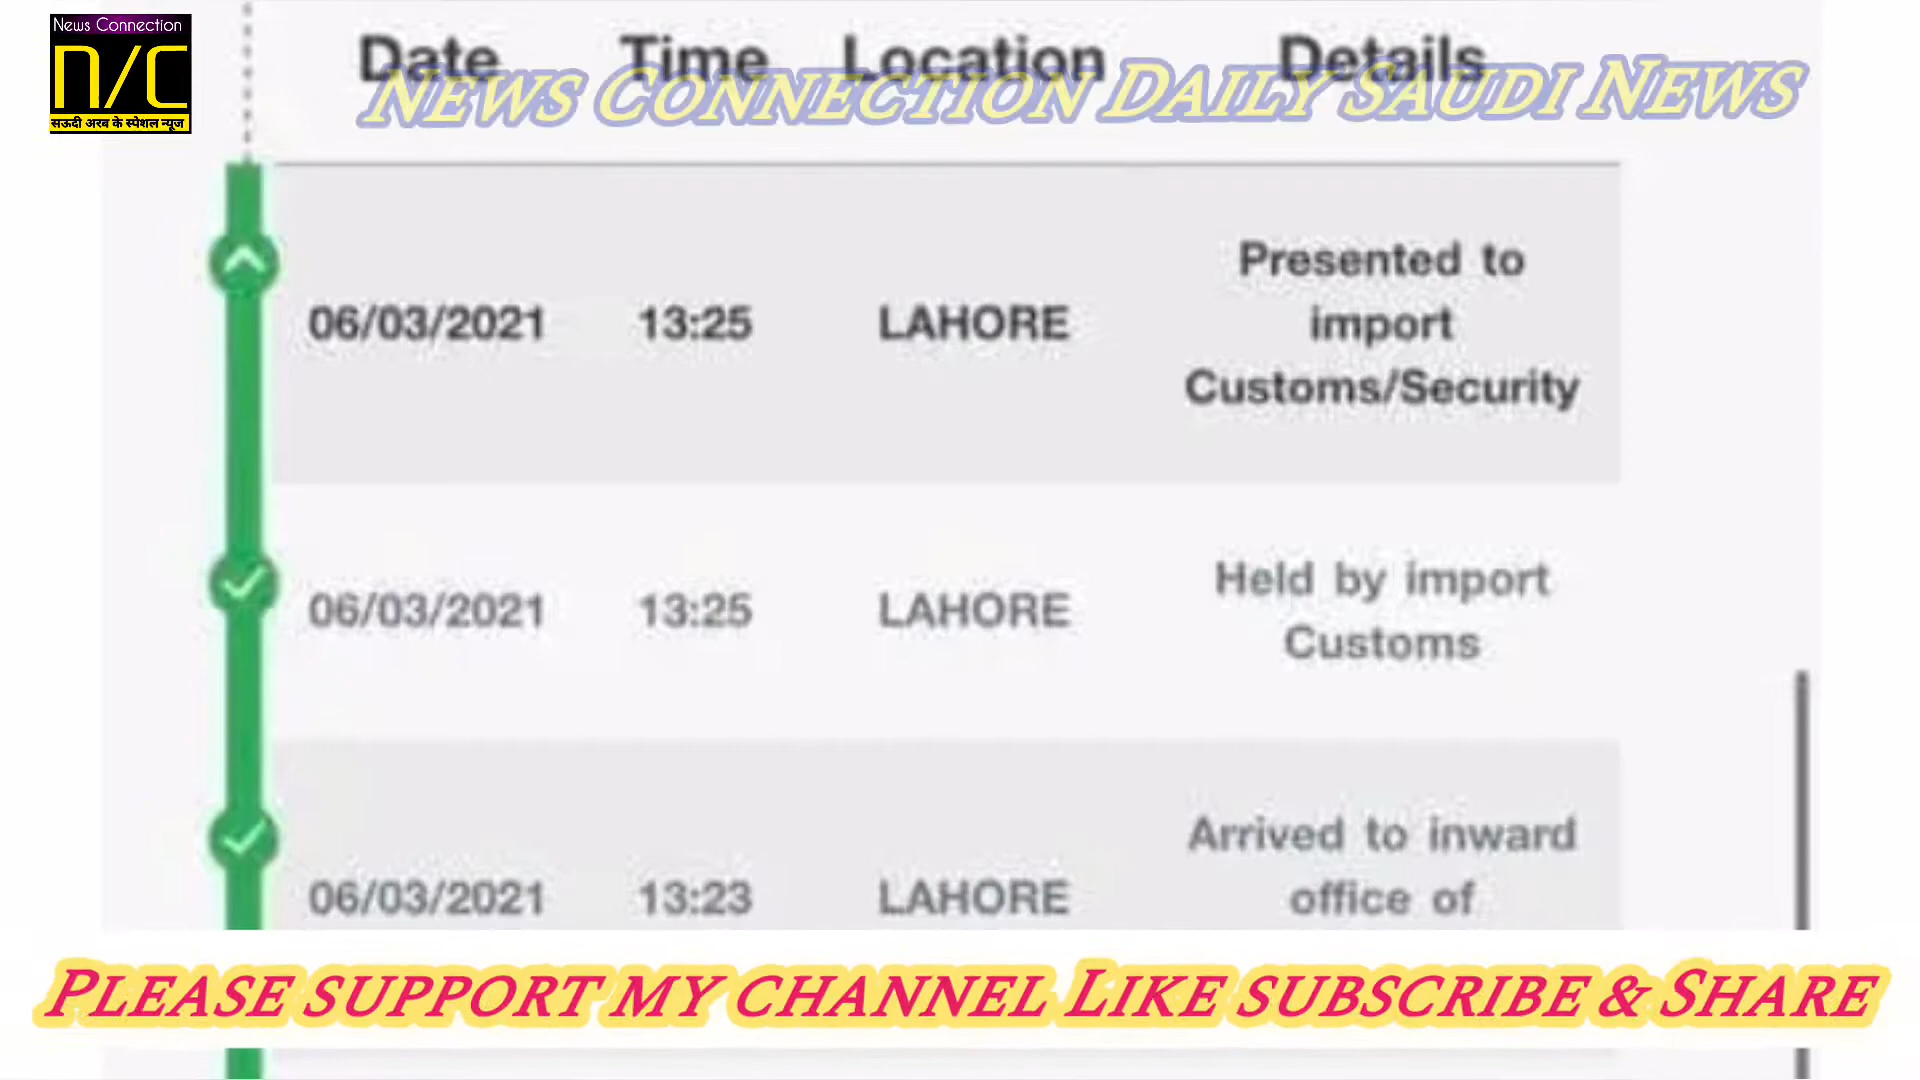 News Connection
n/c
सऊदी अरब के स्पेशल न्यूज
Date Time Location Details
News Connection Daily Saudi News
Presented to
06/03/2021 13:25 LAHORE import
Customs/Security
Held by import
06/03/2021 13:25 LAHORE
Customs
Arrived to inward
06/03/2021 13:23 LAHORE office of
Please support my channel Like subscribe & Share